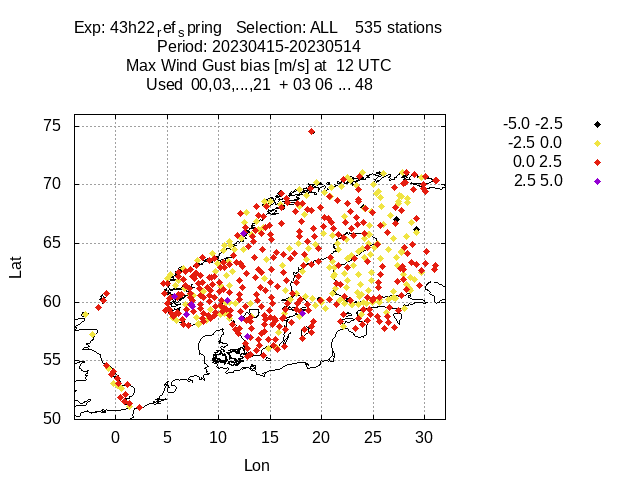 Exp: 43h22_ref_spring   Selection: ALL    535 stations
Period: 20230415-20230514
Max Wind Gust bias [m/s] at  12 UTC
Used  00,03,...,21  + 03 06 ... 48
-5.0 -2.5
-2.5 0.0
0.0 2.5
2.5 5.0
75
70
65
60
55
50
Lat
0 5 10 15 20 25 30
Lon